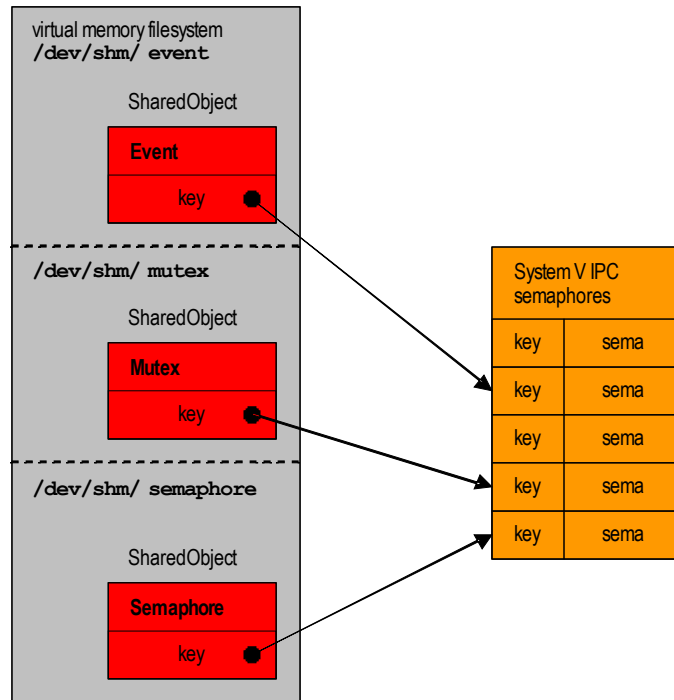 virtual memory filesystem
/dev/shm/ event
SharedObject
Event
key
/dev/shm/ mutex
SharedObject
Mutex
key
/dev/shm/ semaphore
SharedObject
Semaphore
key
System V IPC
semaphores
key sema
key sema
key sema
key sema
key sema